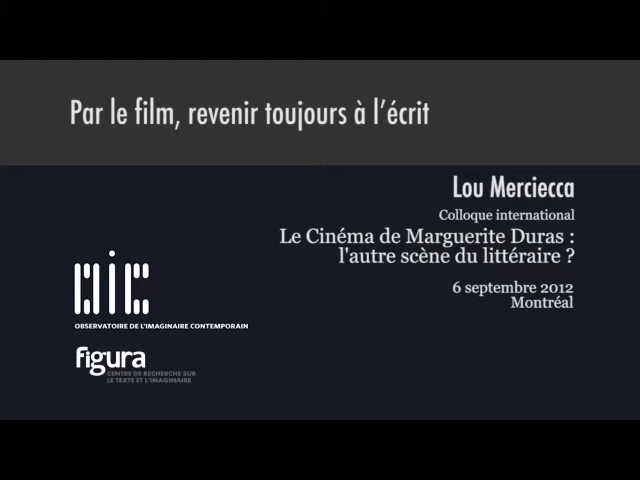 Par le film, revenir toujours à l'écrit
Lou Merciecca
Colloque international
Le Cinéma de Marguerite Duras :
l'autre scène du littéraire ?
6 septembre 2012
Montréal
oic
OBSERVATOIRE DE L'IMAGINAIRE CONTEMPORAIN
figura
CENTRE DE RECHERCHE SUR
LE TEXTE ET L'IMAGINAIRE